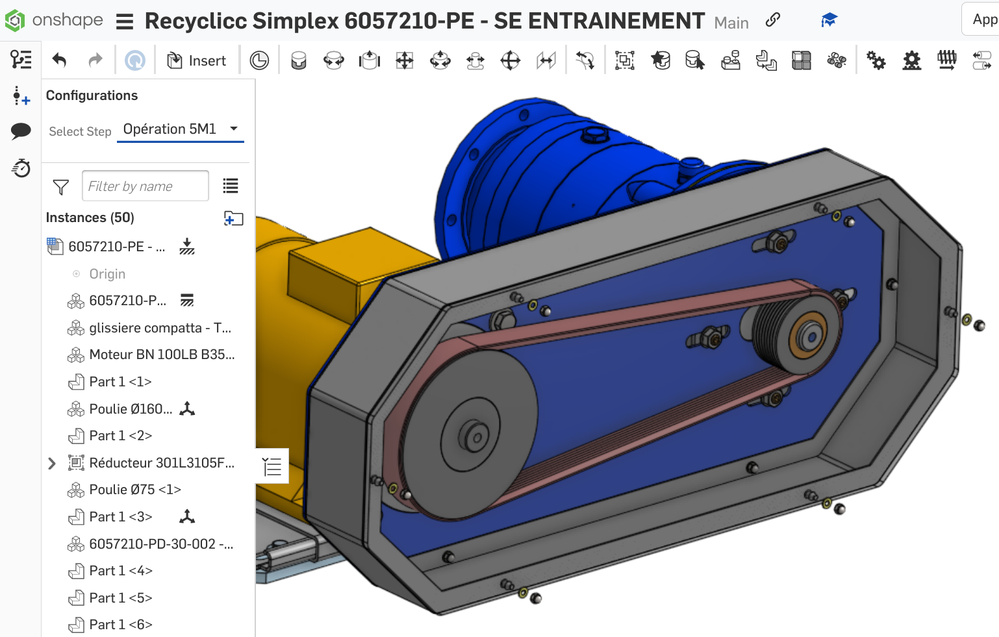 onshape
Recyclicc Simplex 6057210-PE - SE ENTRAINEMENT Main
App
Insert
Configurations
Select Step Opération 5M1
Filter by name
Instances (50)
6057210-PE - ...
Origin
6057210-P...
glissiere compatta - T...
Moteur BN 100LB B35...
Part 1 <1>
Poulie Ø160...
Part 1 <2>
Réducteur 301L3105F...
Poulie Ø75 <1>
Part 1 <3>
6057210-PD-30-002 -...
Part 1 <4>
Part 1 <5>
Part 1 <6>